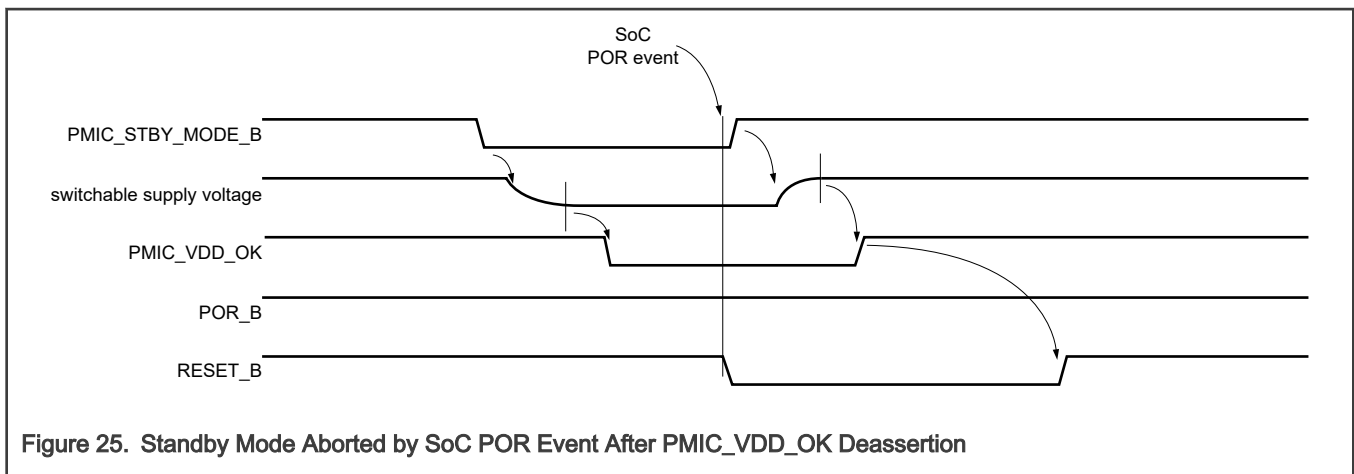 SoC
POR event
PMIC_STBY_MODE_B
switchable supply voltage
PMIC_VDD_OK
POR_B
RESET_B
Figure 25. Standby Mode Aborted by SoC POR Event After PMIC_VDD_OK Deassertion